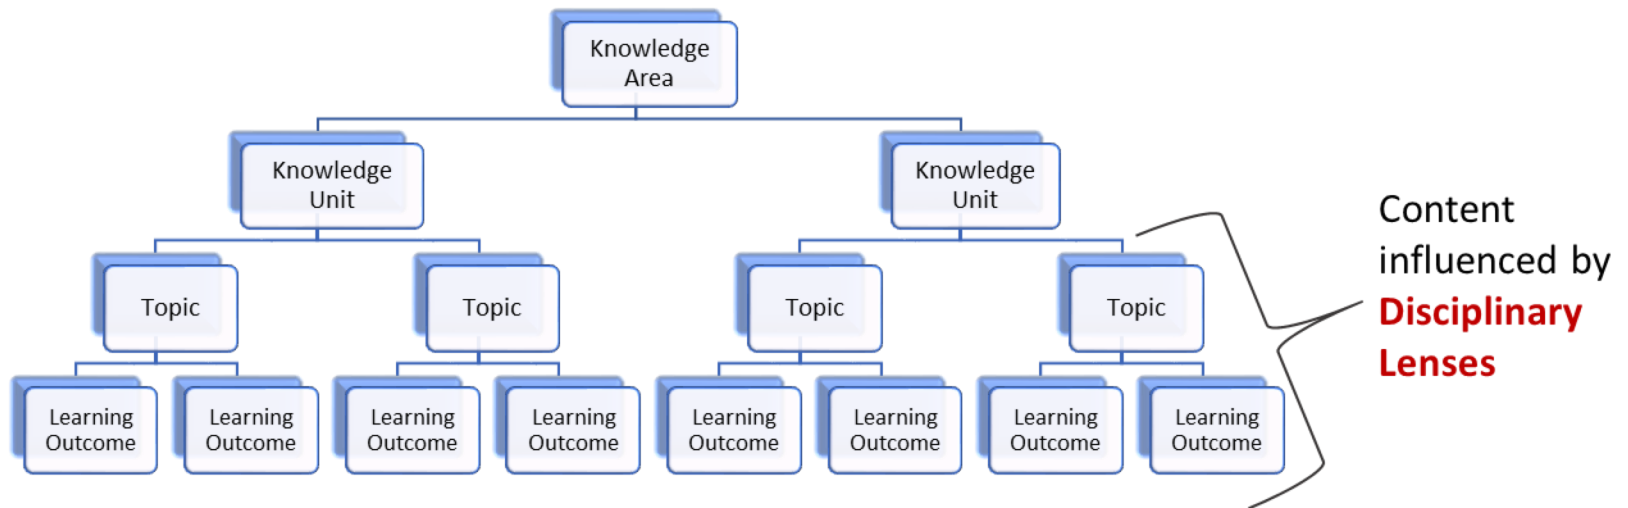 Knowledge
Area
Knowledge
Unit
Knowledge
Unit
Topic
Topic
Topic
Topic
Learning
Outcome
Learning
Outcome
Learning
Outcome
Learning
Outcome
Learning
Outcome
Learning
Outcome
Learning
Outcome
Learning
Outcome
Content
influenced by
Disciplinary
Lenses